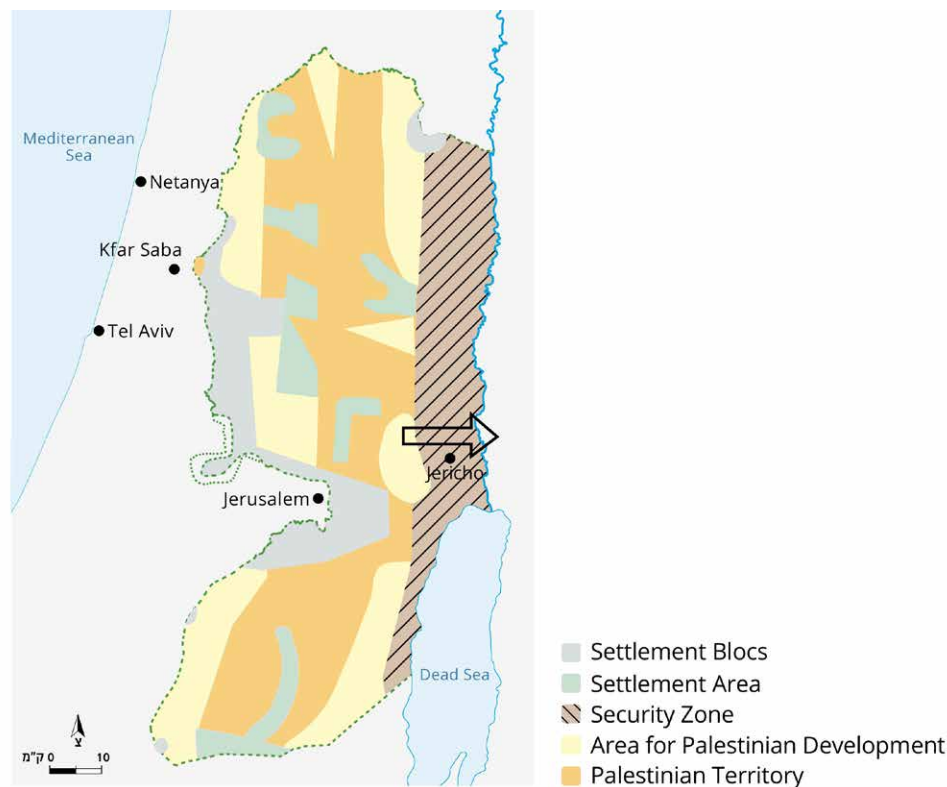 Mediterranean
Sea
Netanya
Kfar Saba
Tel Aviv
Jericho
Jerusalem
Dead Sea
צ
ק"מ 0 10
Settlement Blocs
Settlement Area
Security Zone
Area for Palestinian Development
Palestinian Territory